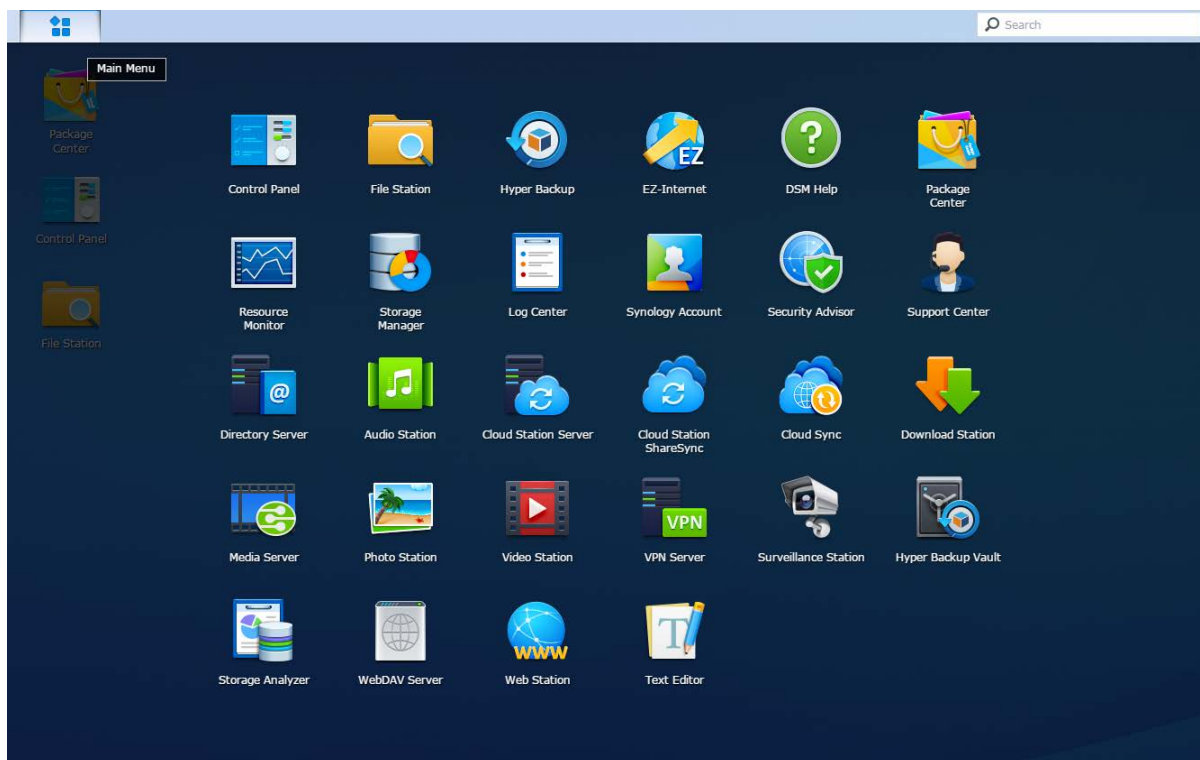 Search
Main Menu
Package
Center
Control Panel
File Station
Control Panel
File Station
Hyper Backup
EZ
EZ-Internet
?
DSM Help
Package
Center
Resource
Monitor
Storage
Manager
Log Center
Synology Account
Security Advisor
Support Center
@
Directory Server
Audio Station
Cloud Station Server
Cloud Station
ShareSync
Cloud Sync
Download Station
Media Server
Photo Station
Video Station
VPN
VPN Server
Surveillance Station
Hyper Backup Vault
Storage Analyzer
WebDAV Server
WWW
Web Station
T
Text Editor